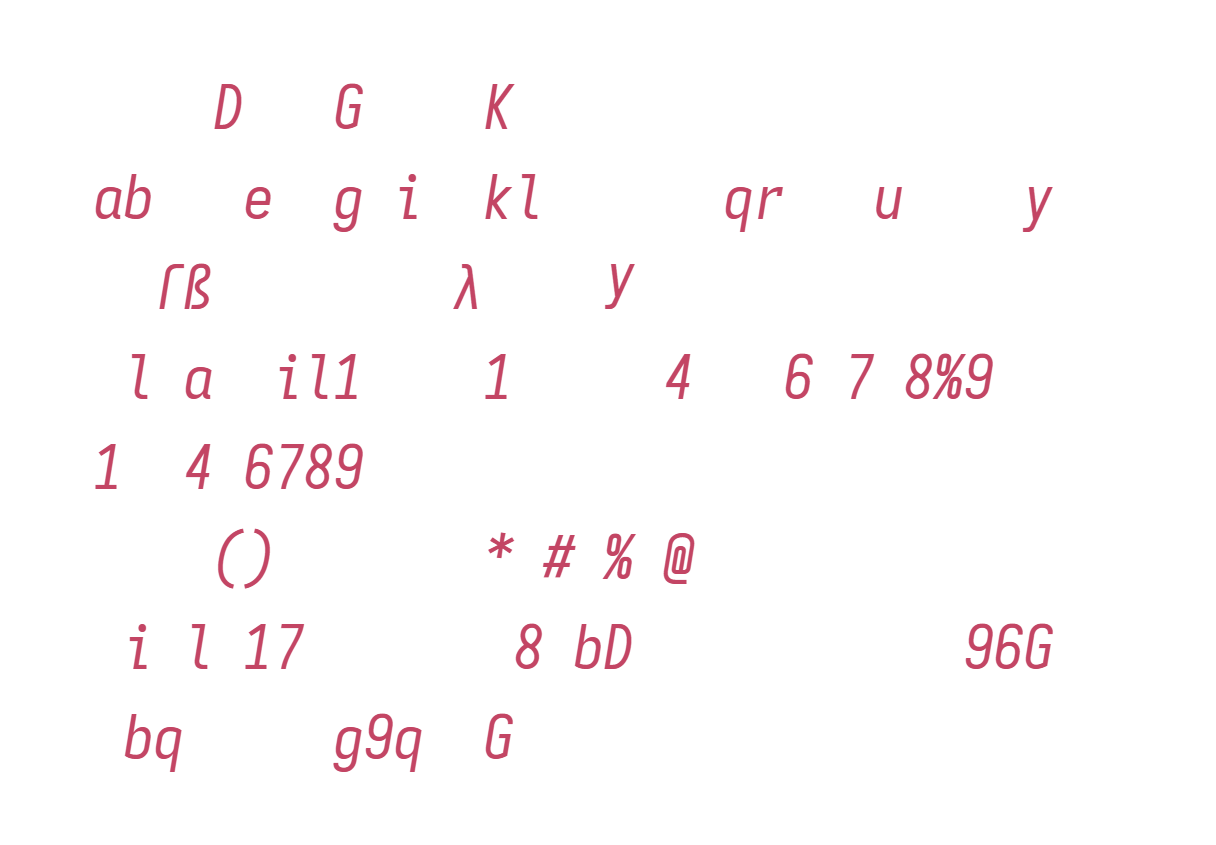 D   G    K
ab   e  g i  kl      qr   u    y
ſß        λ    У
l a  il1    1     4   6 7 8%9
1  4 6789
()       * # % @
i l 17       8 bD           96G
bq     g9q  G